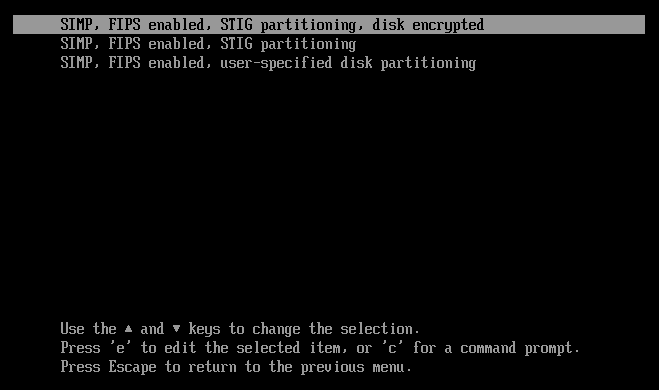 SIMP, FIPS enabled, STIG partitioning, disk encrypted
SIMP, FIPS enabled, STIG partitioning
SIMP, FIPS enabled, user-specified disk partitioning
Use the ▲ and ▼ keys to change the selection.
Press 'e' to edit the selected item, or 'c' for a command prompt.
Press Escape to return to the previous menu.